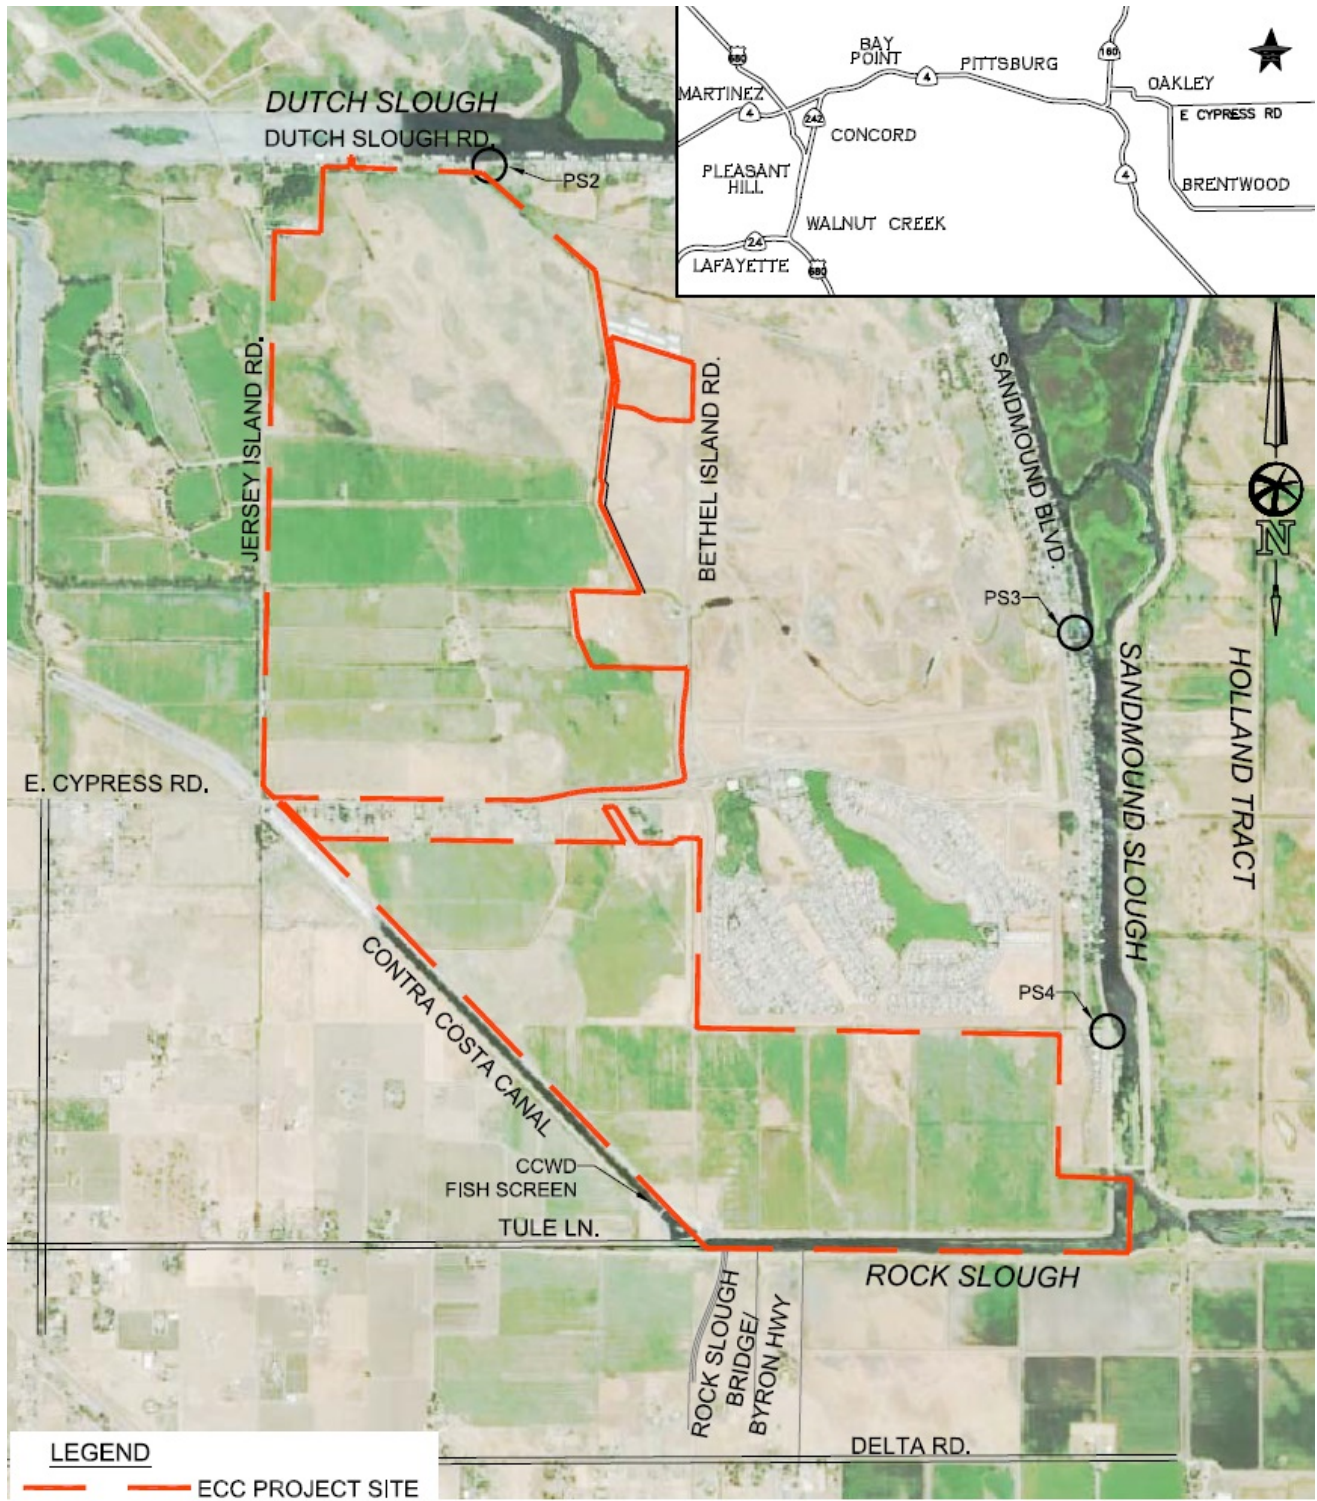 680
BAY
POINT
4
PITTSBURG
160
OAKLEY
MARTINEZ
4
242
CONCORD
E CYPRESS RD
PLEASANT
HILL
4
BRENTWOOD
WALNUT CREEK
24
LAFAYETTE
680
DUTCH SLOUGH
DUTCH SLOUGH RD.
PS2
JERSEY ISLAND RD.
BETHEL ISLAND RD.
SANDMOUND BLVD.
N
PS3
SANDMOUND SLOUGH
HOLLAND TRACT
E. CYPRESS RD.
CONTRA COSTA CANAL
PS4
CCWD
FISH SCREEN
TULE LN.
ROCK SLOUGH
ROCK SLOUGH
BRIDGE/
BYRON HWY
DELTA RD.
LEGEND
ECC PROJECT SITE